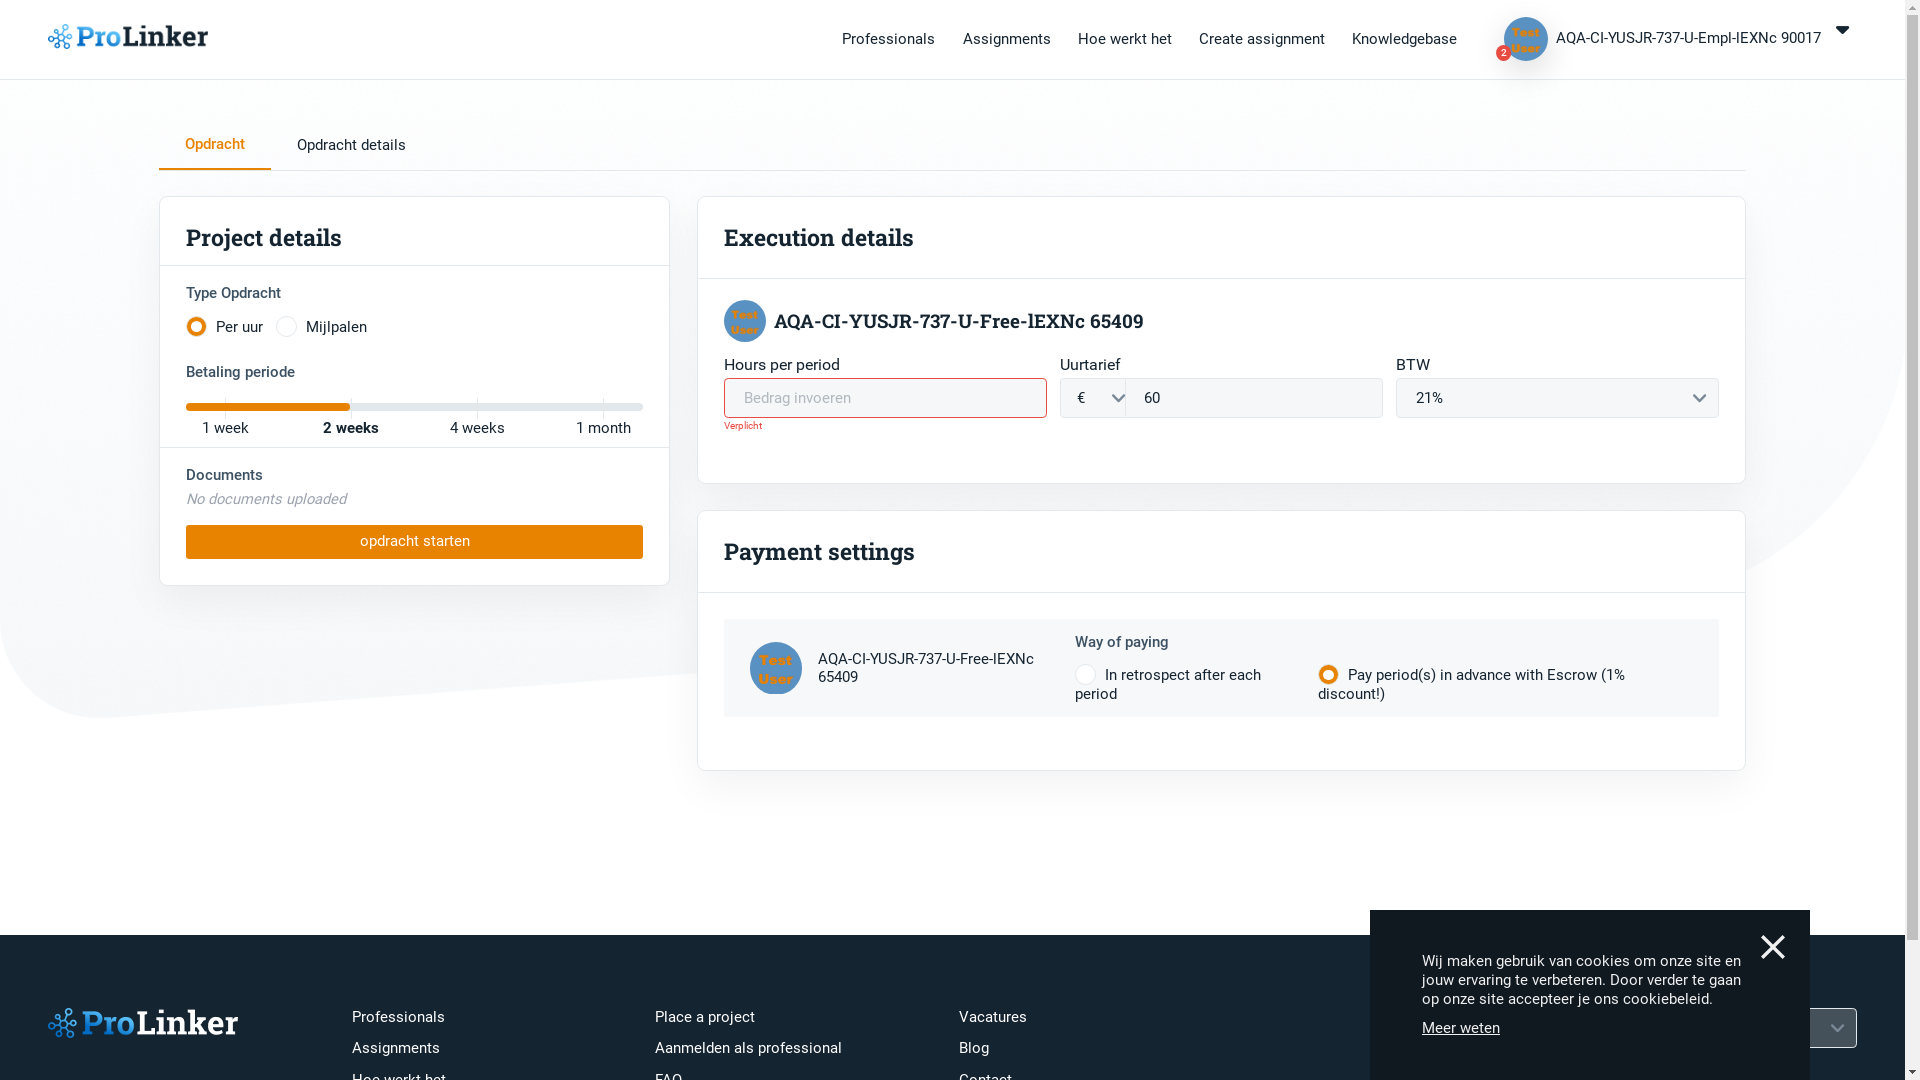 ProLinker
Professionals
Assignments
Hoe werkt het
Create assignment
Knowledgebase
Test User
2
AQA-CI-YUSJR-737-U-Empl-lEXNc 90017
Opdracht
Opdracht details
Project details
Type Opdracht
Per uur
Mijlpalen
Betaling periode
1 week
2 weeks
4 weeks
1 month
Documents
No documents uploaded
opdracht starten
Execution details
Test
User
AQA-CI-YUSJR-737-U-Free-lEXNc 65409
Hours per period
Uurtarief
BTW
Bedrag invoeren
€
60
21%
Verplicht
Payment settings
Test
User
AQA-CI-YUSJR-737-U-Free-lEXNc
65409
Way of paying
In retrospect after each
period
Pay period(s) in advance with Escrow (1%
discount!)
Wij maken gebruik van cookies om onze site en
jouw ervaring te verbeteren. Door verder te gaan
op onze site accepteer je ons cookiebeleid.
Meer weten
ProLinker
Professionals
Assignments
Hoe werkt het
Place a project
Aanmelden als professional
FAQ
Vacatures
Blog
Contact